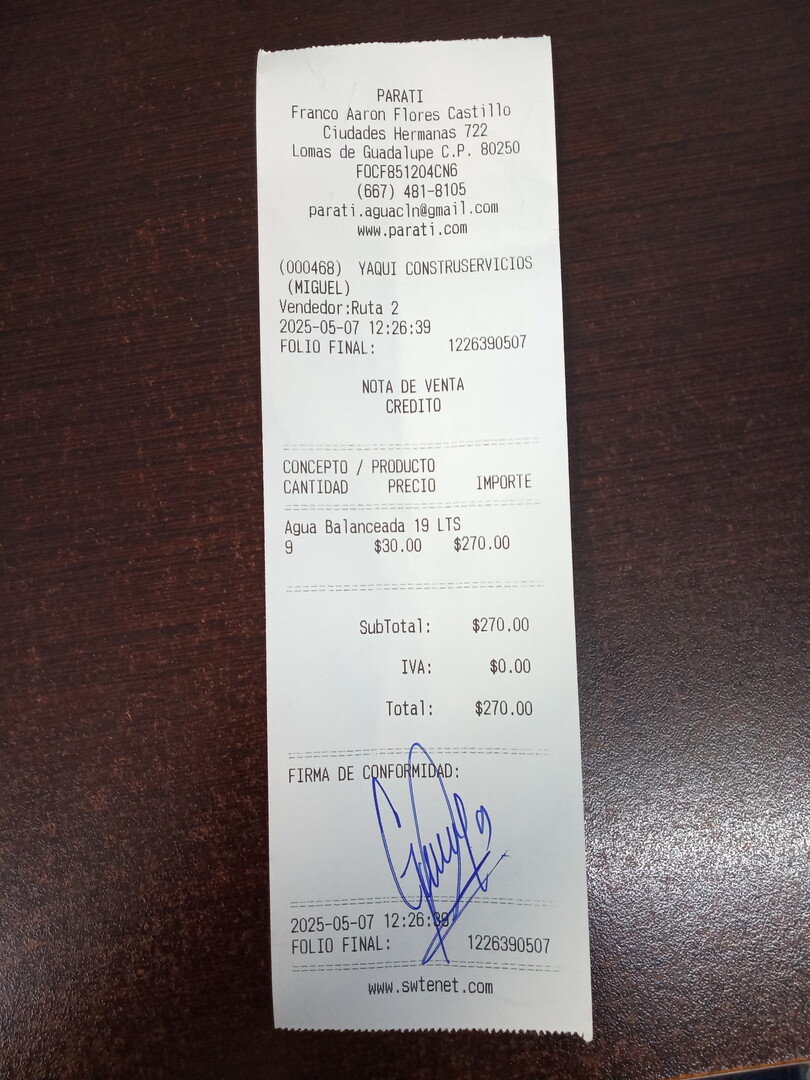 PARATI
Franco Aaron Flores Castillo
Ciudades Hermanas 722
Lomas de Guadalupe C.P. 80250
FOCF851204CN6
(667) 481-8105
parati.aguacln@gmail.com
www.parati.com
(000468) YAQUI CONSTRUSERVICIOS
(MIGUEL)
Vendedor:Ruta 2
2025-05-07 12:26:39
FOLIO FINAL: 1226390507
NOTA DE VENTA
CREDITO
CONCEPTO / PRODUCTO
CANTIDAD PRECIO IMPORTE
Agua Balanceada 19 LTS
9 $30.00 $270.00
SubTotal: $270.00
IVA: $0.00
Total: $270.00
FIRMA DE CONFORMIDAD:
2025-05-07 12:26:39
FOLIO FINAL: 1226390507
www.swtenet.com